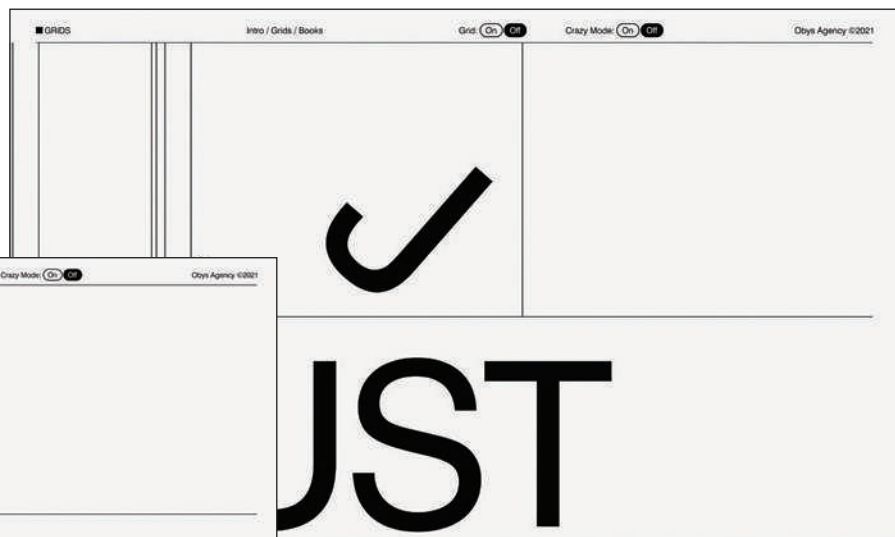 GRIDS Intro / Grids / Books Grid: On Off Crazy Mode: On Off Obys Agency ©2021
J
Crazy Mode: On Off Obys Agency ©2021
UST